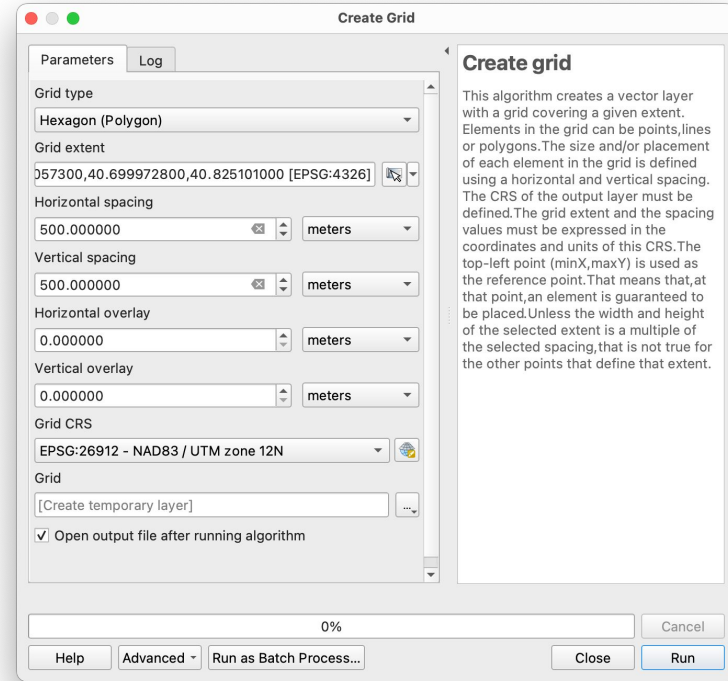 Create Grid
Parameters
Log
Grid type
Hexagon (Polygon)
Grid extent
057300,40.699972800,40.825101000 [EPSG:4326]
Horizontal spacing
500.000000
meters
Vertical spacing
500.000000
meters
Horizontal overlay
0.000000
meters
Vertical overlay
0.000000
meters
Grid CRS
EPSG:26912 - NAD83 / UTM zone 12N
Grid
[Create temporary layer]
...
Open output file after running algorithm
Create grid
This algorithm creates a vector layer
with a grid covering a given extent.
Elements in the grid can be points,lines
or polygons.The size and/or placement
of each element in the grid is defined
using a horizontal and vertical spacing.
The CRS of the output layer must be
defined.The grid extent and the spacing
values must be expressed in the
coordinates and units of this CRS.The
top-left point (minX,maxY) is used as
the reference point.That means that,at
that point,an element is guaranteed to
be placed.Unless the width and height
of the selected extent is a multiple of
the selected spacing,that is not true for
the other points that define that extent.
0%
Cancel
Help
Advanced
Run as Batch Process...
Close
Run